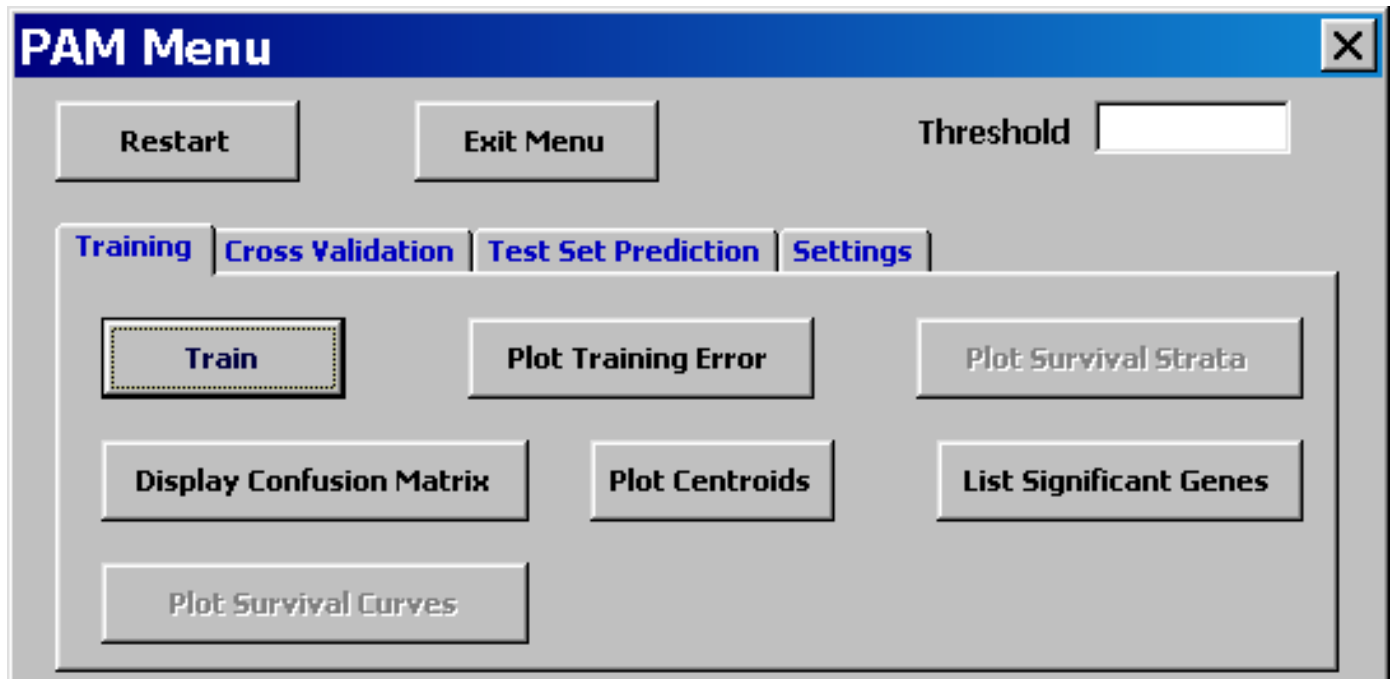 PAM Menu
Restart Exit Menu Threshold
Training Cross Validation Test Set Prediction Settings
Train Plot Training Error Plot Survival Strata
Display Confusion Matrix Plot Centroids List Significant Genes
Plot Survival Curves